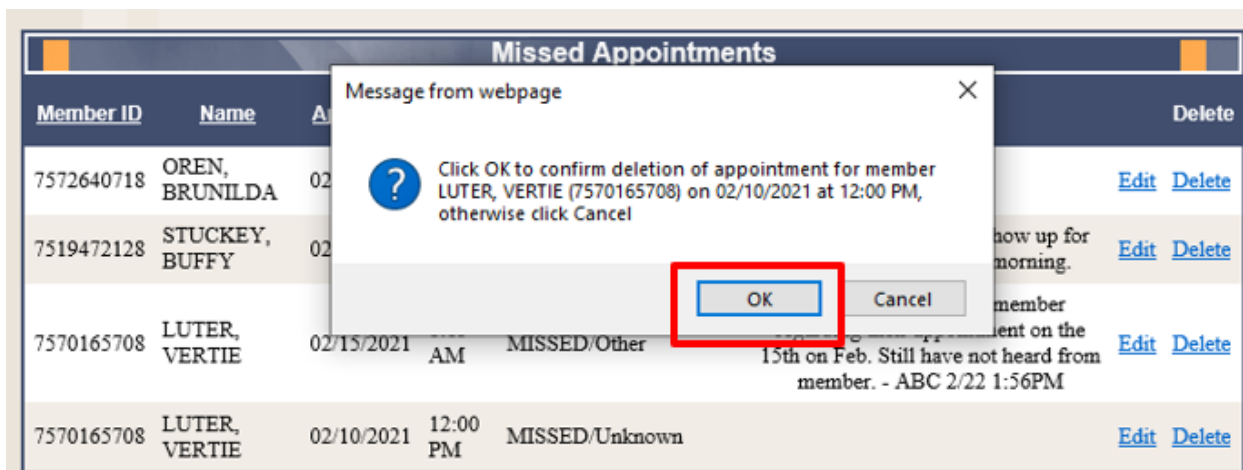 Missed Appointments
Message from webpage
Member ID Name Delete
Click OK to confirm deletion of appointment for member
LUTER, VERTIE (7570165708) on 02/10/2021 at 12:00 PM,
otherwise click Cancel
OK Cancel
7572640718 OREN, 02 Edit Delete
BRUNILDA
7519472128 STUCKEY, 02 how up for Edit Delete
BUFFY morning.
member
7570165708 LUTER, 02/15/2021 MISSED/Other ent on the Edit Delete
VERTIE AM 15th on Feb. Still have not heard from
member. - ABC 2/22 1:56PM
7570165708 LUTER, 02/10/2021 12:00 MISSED/Unknown Edit Delete
VERTIE PM